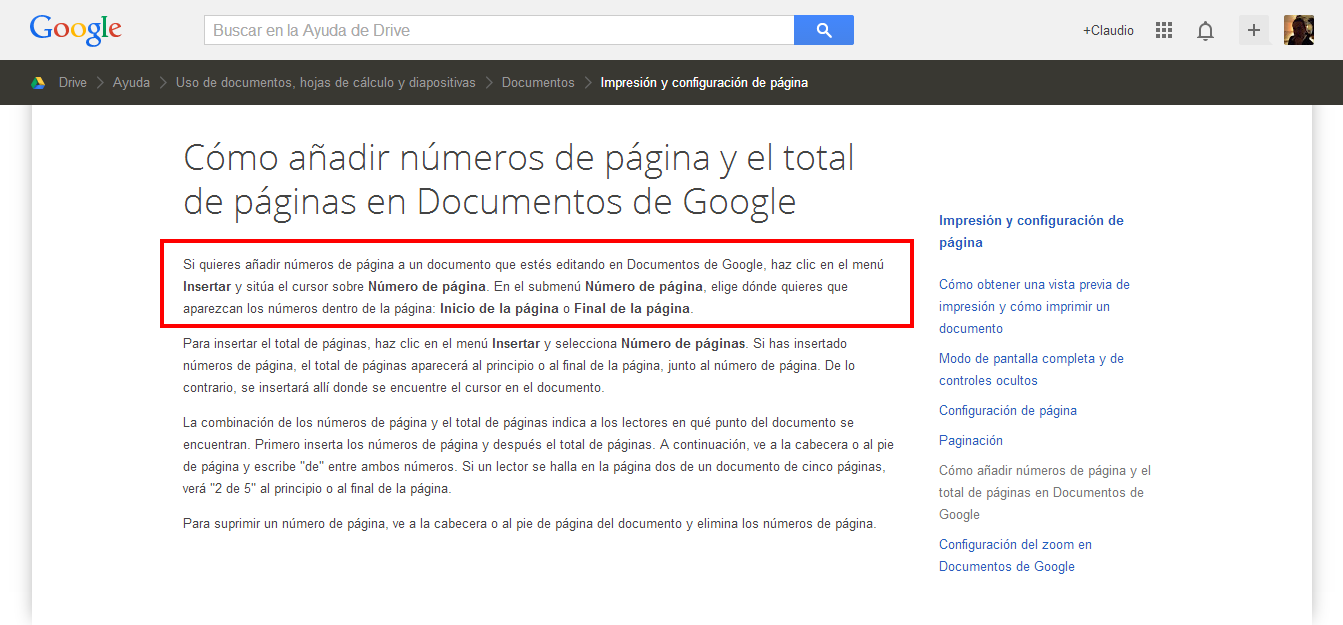 Google
Buscar en la Ayuda de Drive
+Claudio
Drive
Ayuda
Uso de documentos, hojas de cálculo y diapositivas
Documentos
Impresión y configuración de página
Cómo añadir números de página y el total
de páginas en Documentos de Google
Si quieres añadir números de página a un documento que estés editando en Documentos de Google, haz clic en el menú
Insertar y sitúa el cursor sobre Número de página. En el submenú Número de página, elige dónde quieres que
aparezcan los números dentro de la página: Inicio de la página o Final de la página.
Para insertar el total de páginas, haz clic en el menú Insertar y selecciona Número de páginas. Si has insertado
números de página, el total de páginas aparecerá al principio o al final de la página, junto al número de página. De lo
contrario, se insertará allí donde se encuentre el cursor en el documento.
La combinación de los números de página y el total de páginas indica a los lectores en qué punto del documento se
encuentran. Primero inserta los números de página y después el total de páginas. A continuación, ve a la cabecera o al pie
de página y escribe "de" entre ambos números. Si un lector se halla en la página dos de un documento de cinco páginas,
verá "2 de 5" al principio o al final de la página.
Para suprimir un número de página, ve a la cabecera o al pie de página del documento y elimina los números de página.
Impresión y configuración de
página
Cómo obtener una vista previa de
impresión y cómo imprimir un
documento
Modo de pantalla completa y de
controles ocultos
Configuración de página
Paginación
Cómo añadir números de página y el
total de páginas en Documentos de
Google
Configuración del zoom en
Documentos de Google